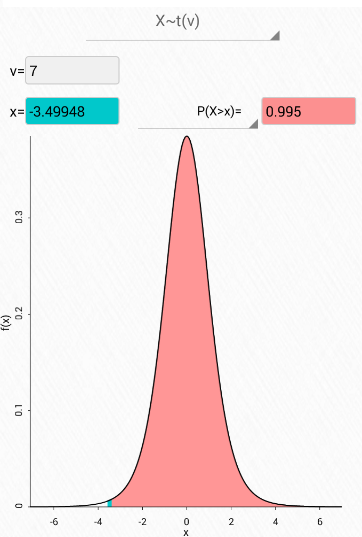 X~t(v)
v= 7
x= -3.49948 P(X>x)= 0.995
f(x)
0.3
0.2
0.1
0
-6 -4 -2 0 2 4 6
x